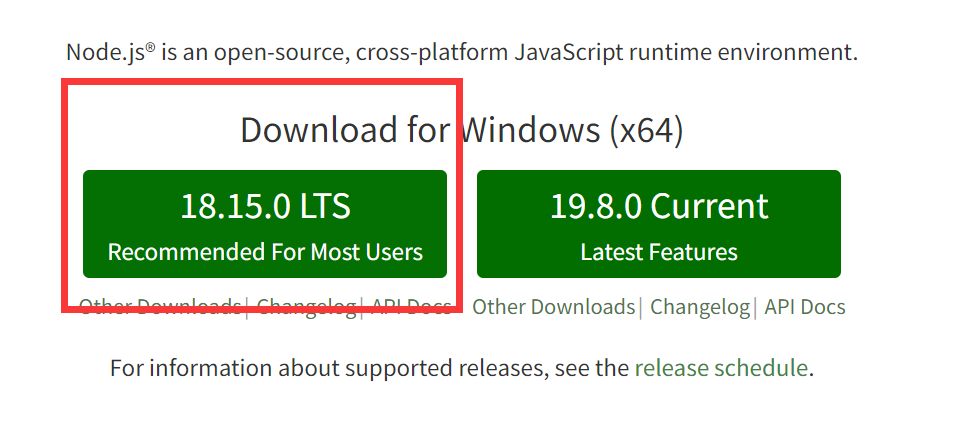 Node.js® is an open-source, cross-platform JavaScript runtime environment.
Download for Windows (x64)
18.15.0 LTS
Recommended For Most Users
19.8.0 Current
Latest Features
Other Downloads | Changelog | API Docs
Other Downloads | Changelog | API Docs
For information about supported releases, see the release schedule.